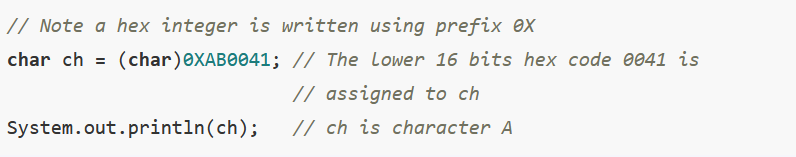 // Note a hex integer is written using prefix 0X
char ch = (char)0XAB0041; // The lower 16 bits hex code 0041 is
// assigned to ch
System.out.println(ch); // ch is character A